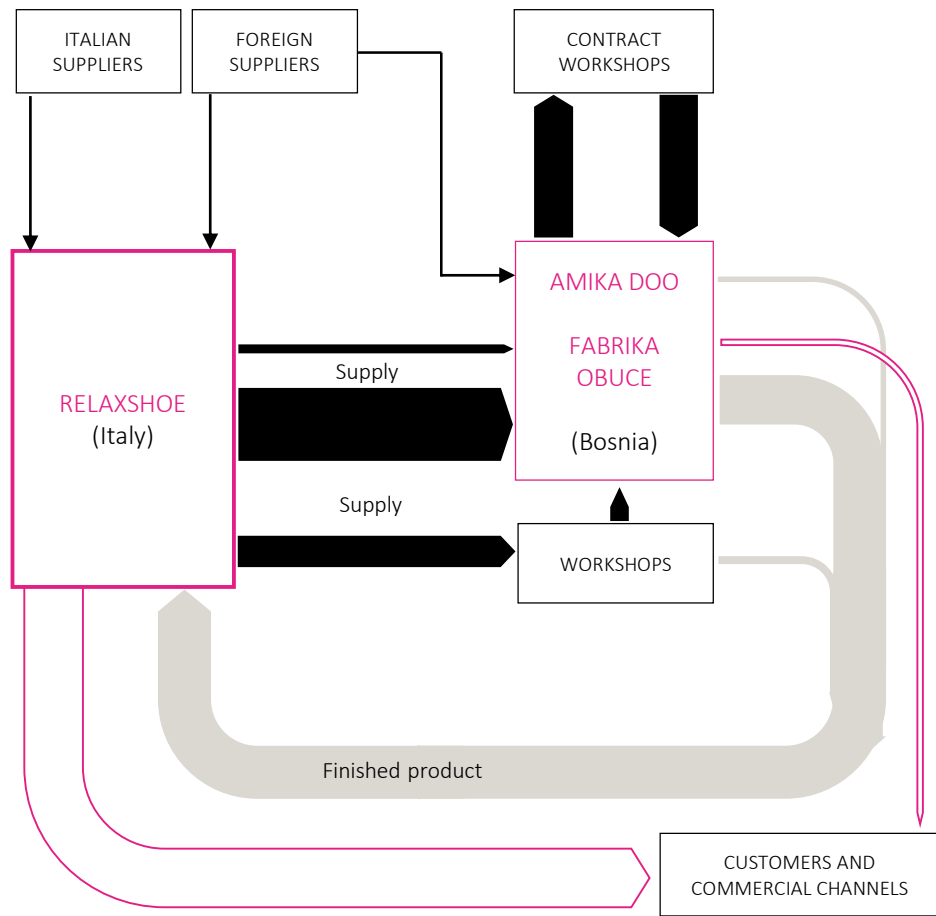 ITALIAN
SUPPLIERS
FOREIGN
SUPPLIERS
CONTRACT
WORKSHOPS
AMIKA DOO
FABRIKA
OBUCE
(Bosnia)
Supply
RELAXSHOE
(Italy)
Supply
WORKSHOPS
Finished product
CUSTOMERS AND
COMMERCIAL CHANNELS